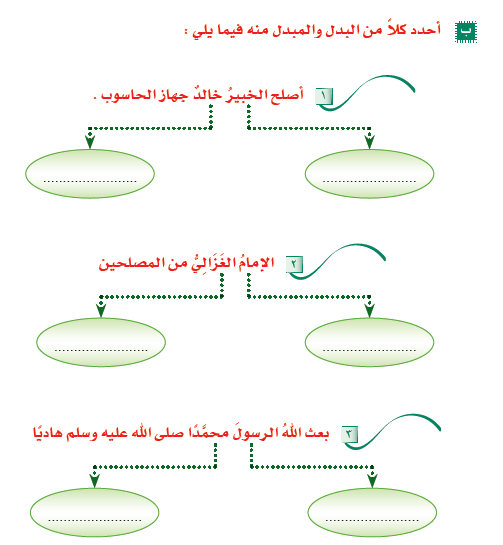 ب أحدد كلاً من البدل والمبدل منه فيما يلي :
١ أصلح الخبيرُ خالدٌ جهاز الحاسوب .
........................ ........................
٢ الإمامُ الغَزَالِيُّ من المصلحين
........................ ........................
٣ بعث اللهُ الرسولَ محمَّدًا صلى الله عليه وسلم هاديًا
........................ ........................